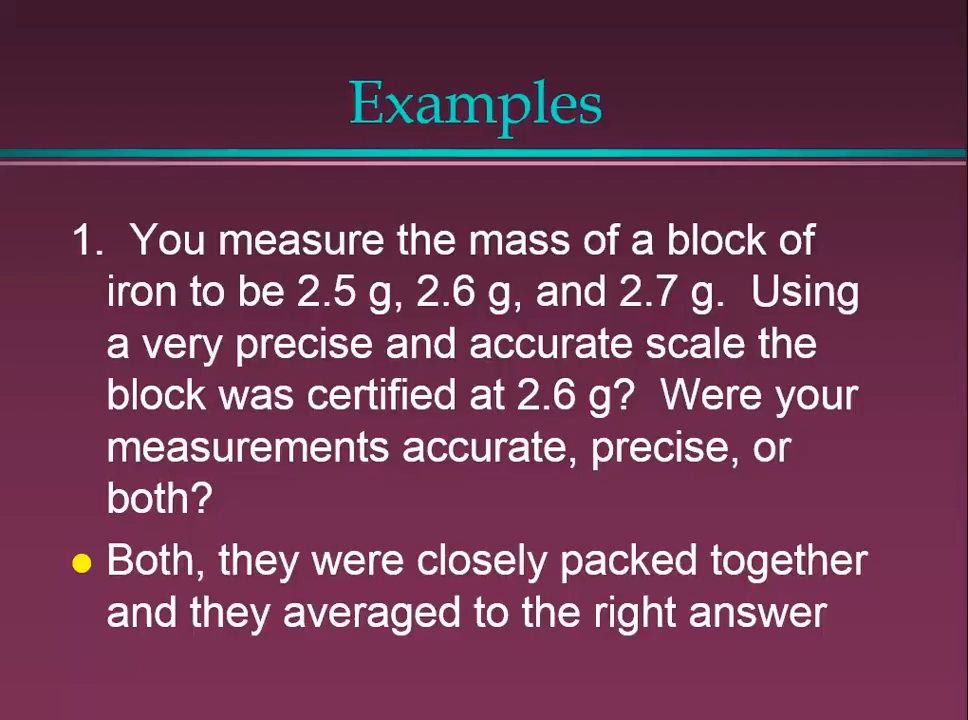 Examples
1. You measure the mass of a block of
iron to be 2.5 g, 2.6 g, and 2.7 g. Using
a very precise and accurate scale the
block was certified at 2.6 g? Were your
measurements accurate, precise, or
both?
Both, they were closely packed together
and they averaged to the right answer